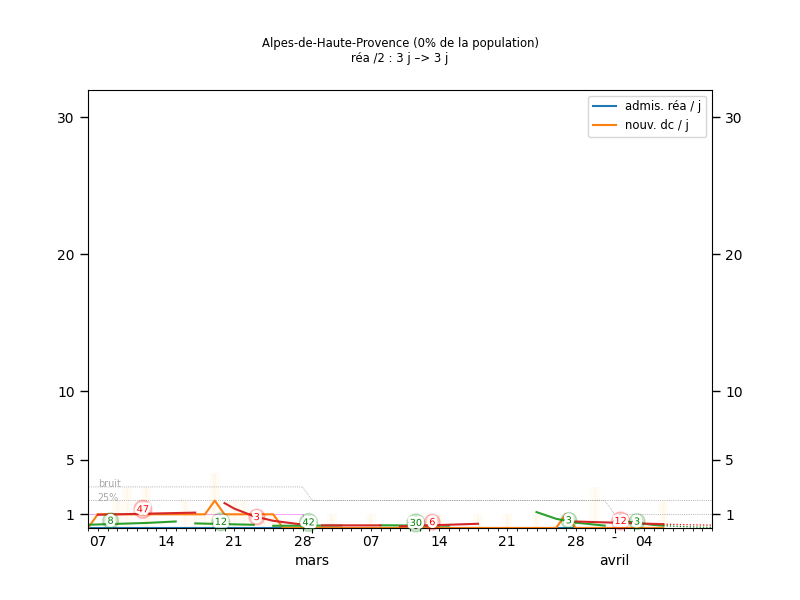 Alpes-de-Haute-Provence (0% de la population)
réa /2 : 3 j –> 3 j
admis. réa / j
nouv. dc / j
30 30
20 20
10 10
5 5
1 1
bruit
25%
8 47 12 3 42 30 6 3 12 3
07 14 21 28 07 14 21 28 04
mars avril